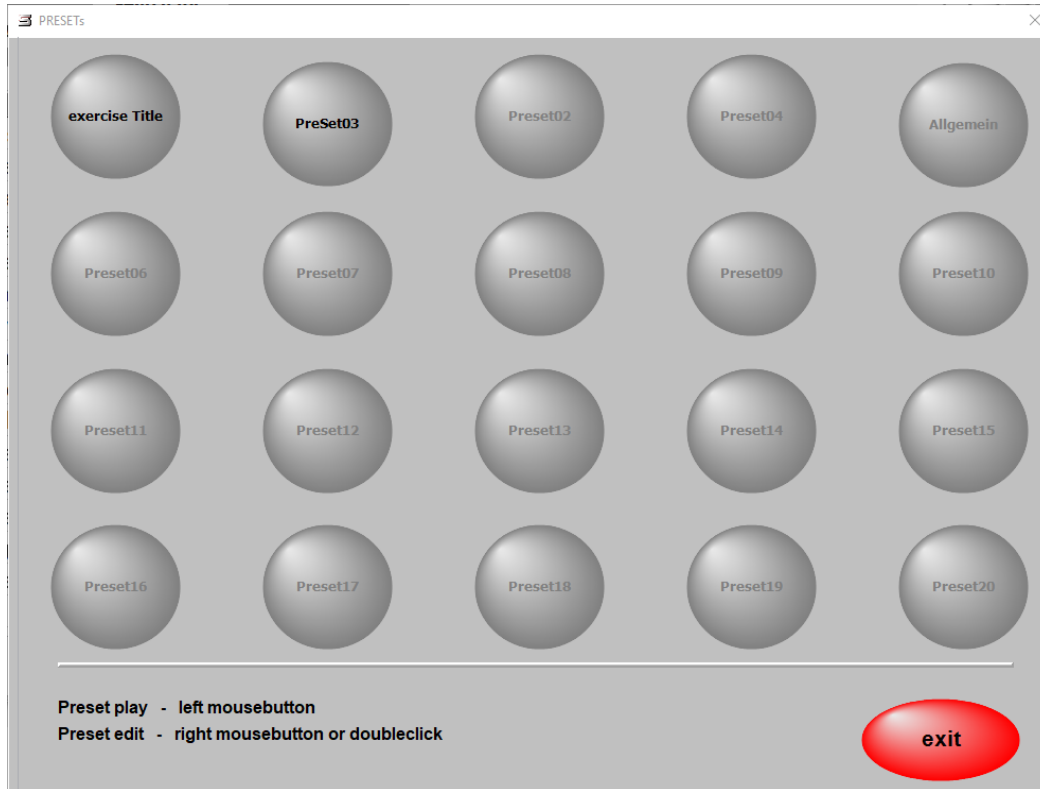 PRESETs
exercise Title
PreSet03
Preset02
Preset04
Allgemein
Preset06
Preset07
Preset08
Preset09
Preset10
Preset11
Preset12
Preset13
Preset14
Preset15
Preset16
Preset17
Preset18
Preset19
Preset20
Preset play - left mousebutton
Preset edit - right mousebutton or doubleclick
exit